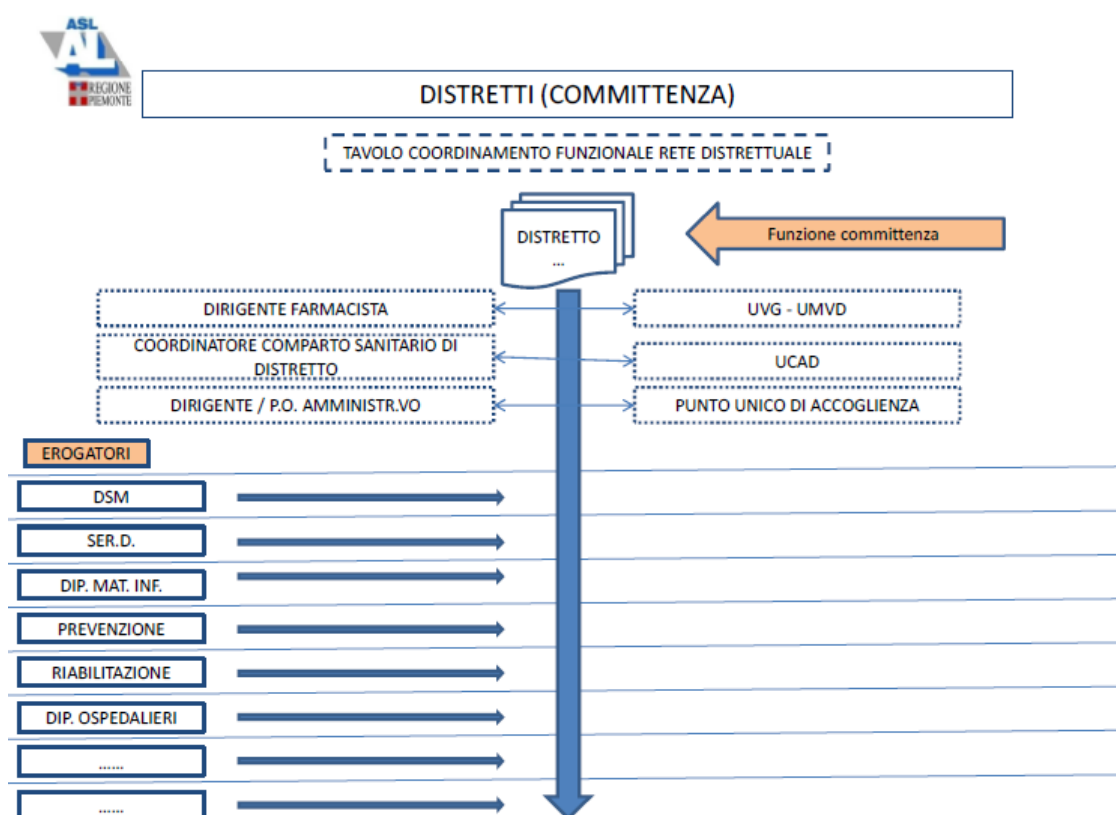 ASL
AL
REGIONE
PIEMONTE
DISTRETTI (COMMITTENZA)
TAVOLO COORDINAMENTO FUNZIONALE RETE DISTRETTUALE
DISTRETTO
...
Funzione committenza
DIRIGENTE FARMACISTA
UVG - UMVD
COORDINATORE COMPARTO SANITARIO DI
DISTRETTO
UCAD
DIRIGENTE / P.O. AMMINISTR.VO
PUNTO UNICO DI ACCOGLIENZA
EROGATORI
DSM
SER.D.
DIP. MAT. INF.
PREVENZIONE
RIABILITAZIONE
DIP. OSPEDALIERI
......
......